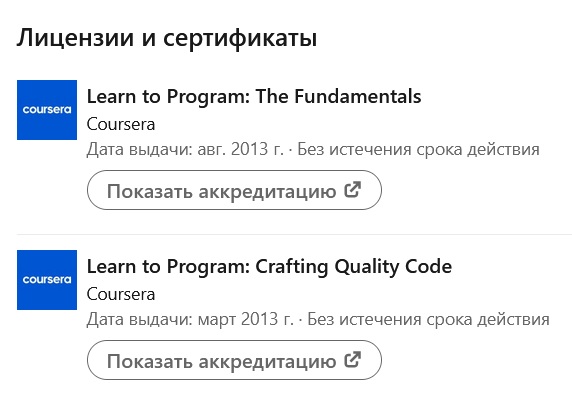 Лицензии и сертификаты
coursera
Learn to Program: The Fundamentals
Coursera
Дата выдачи: авг. 2013 г. · Без истечения срока действия
Показать аккредитацию
coursera
Learn to Program: Crafting Quality Code
Coursera
Дата выдачи: март 2013 г. · Без истечения срока действия
Показать аккредитацию